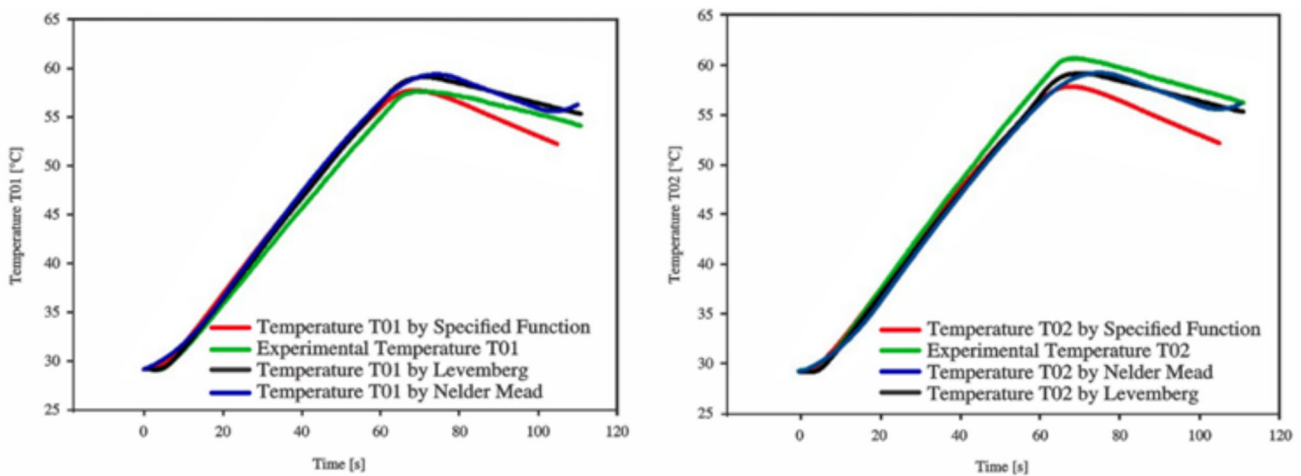 65
60
55
50
45
40
35
30
25
Temperature T01 [°C]
Temperature T01 by Specified Function
Experimental Temperature T01
Temperature T01 by Levemberg
Temperature T01 by Nelder Mead
0 20 40 60 80 100 120
Time [s]
65
60
55
50
45
40
35
30
25
Temperature T02 [°C]
Temperature T02 by Specified Function
Experimental Temperature T02
Temperature T02 by Nelder Mead
Temperature T02 by Levemberg
0 20 40 60 80 100 120
Time [s]